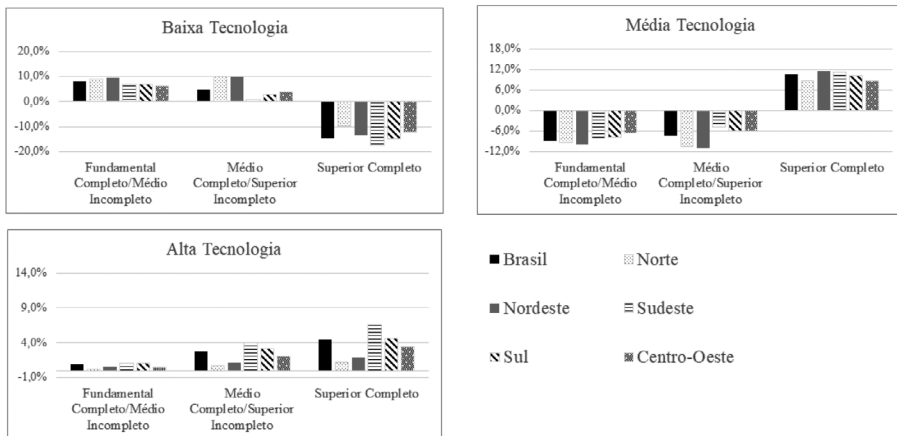 Baixa Tecnologia
20,0%
10,0%
0,0%
-10,0%
-20,0%
Fundamental
Completo/Médio
Incompleto
Médio
Completo/Superior
Incompleto
Superior Completo
Média Tecnologia
18,0%
12,0%
6,0%
0,0%
-6,0%
-12,0%
Fundamental
Completo/Médio
Incompleto
Médio
Completo/Superior
Incompleto
Superior Completo
Alta Tecnologia
14,0%
9,0%
4,0%
-1,0%
Fundamental
Completo/Médio
Incompleto
Médio
Completo/Superior
Incompleto
Superior Completo
Brasil
Norte
Nordeste
Sudeste
Sul
Centro-Oeste